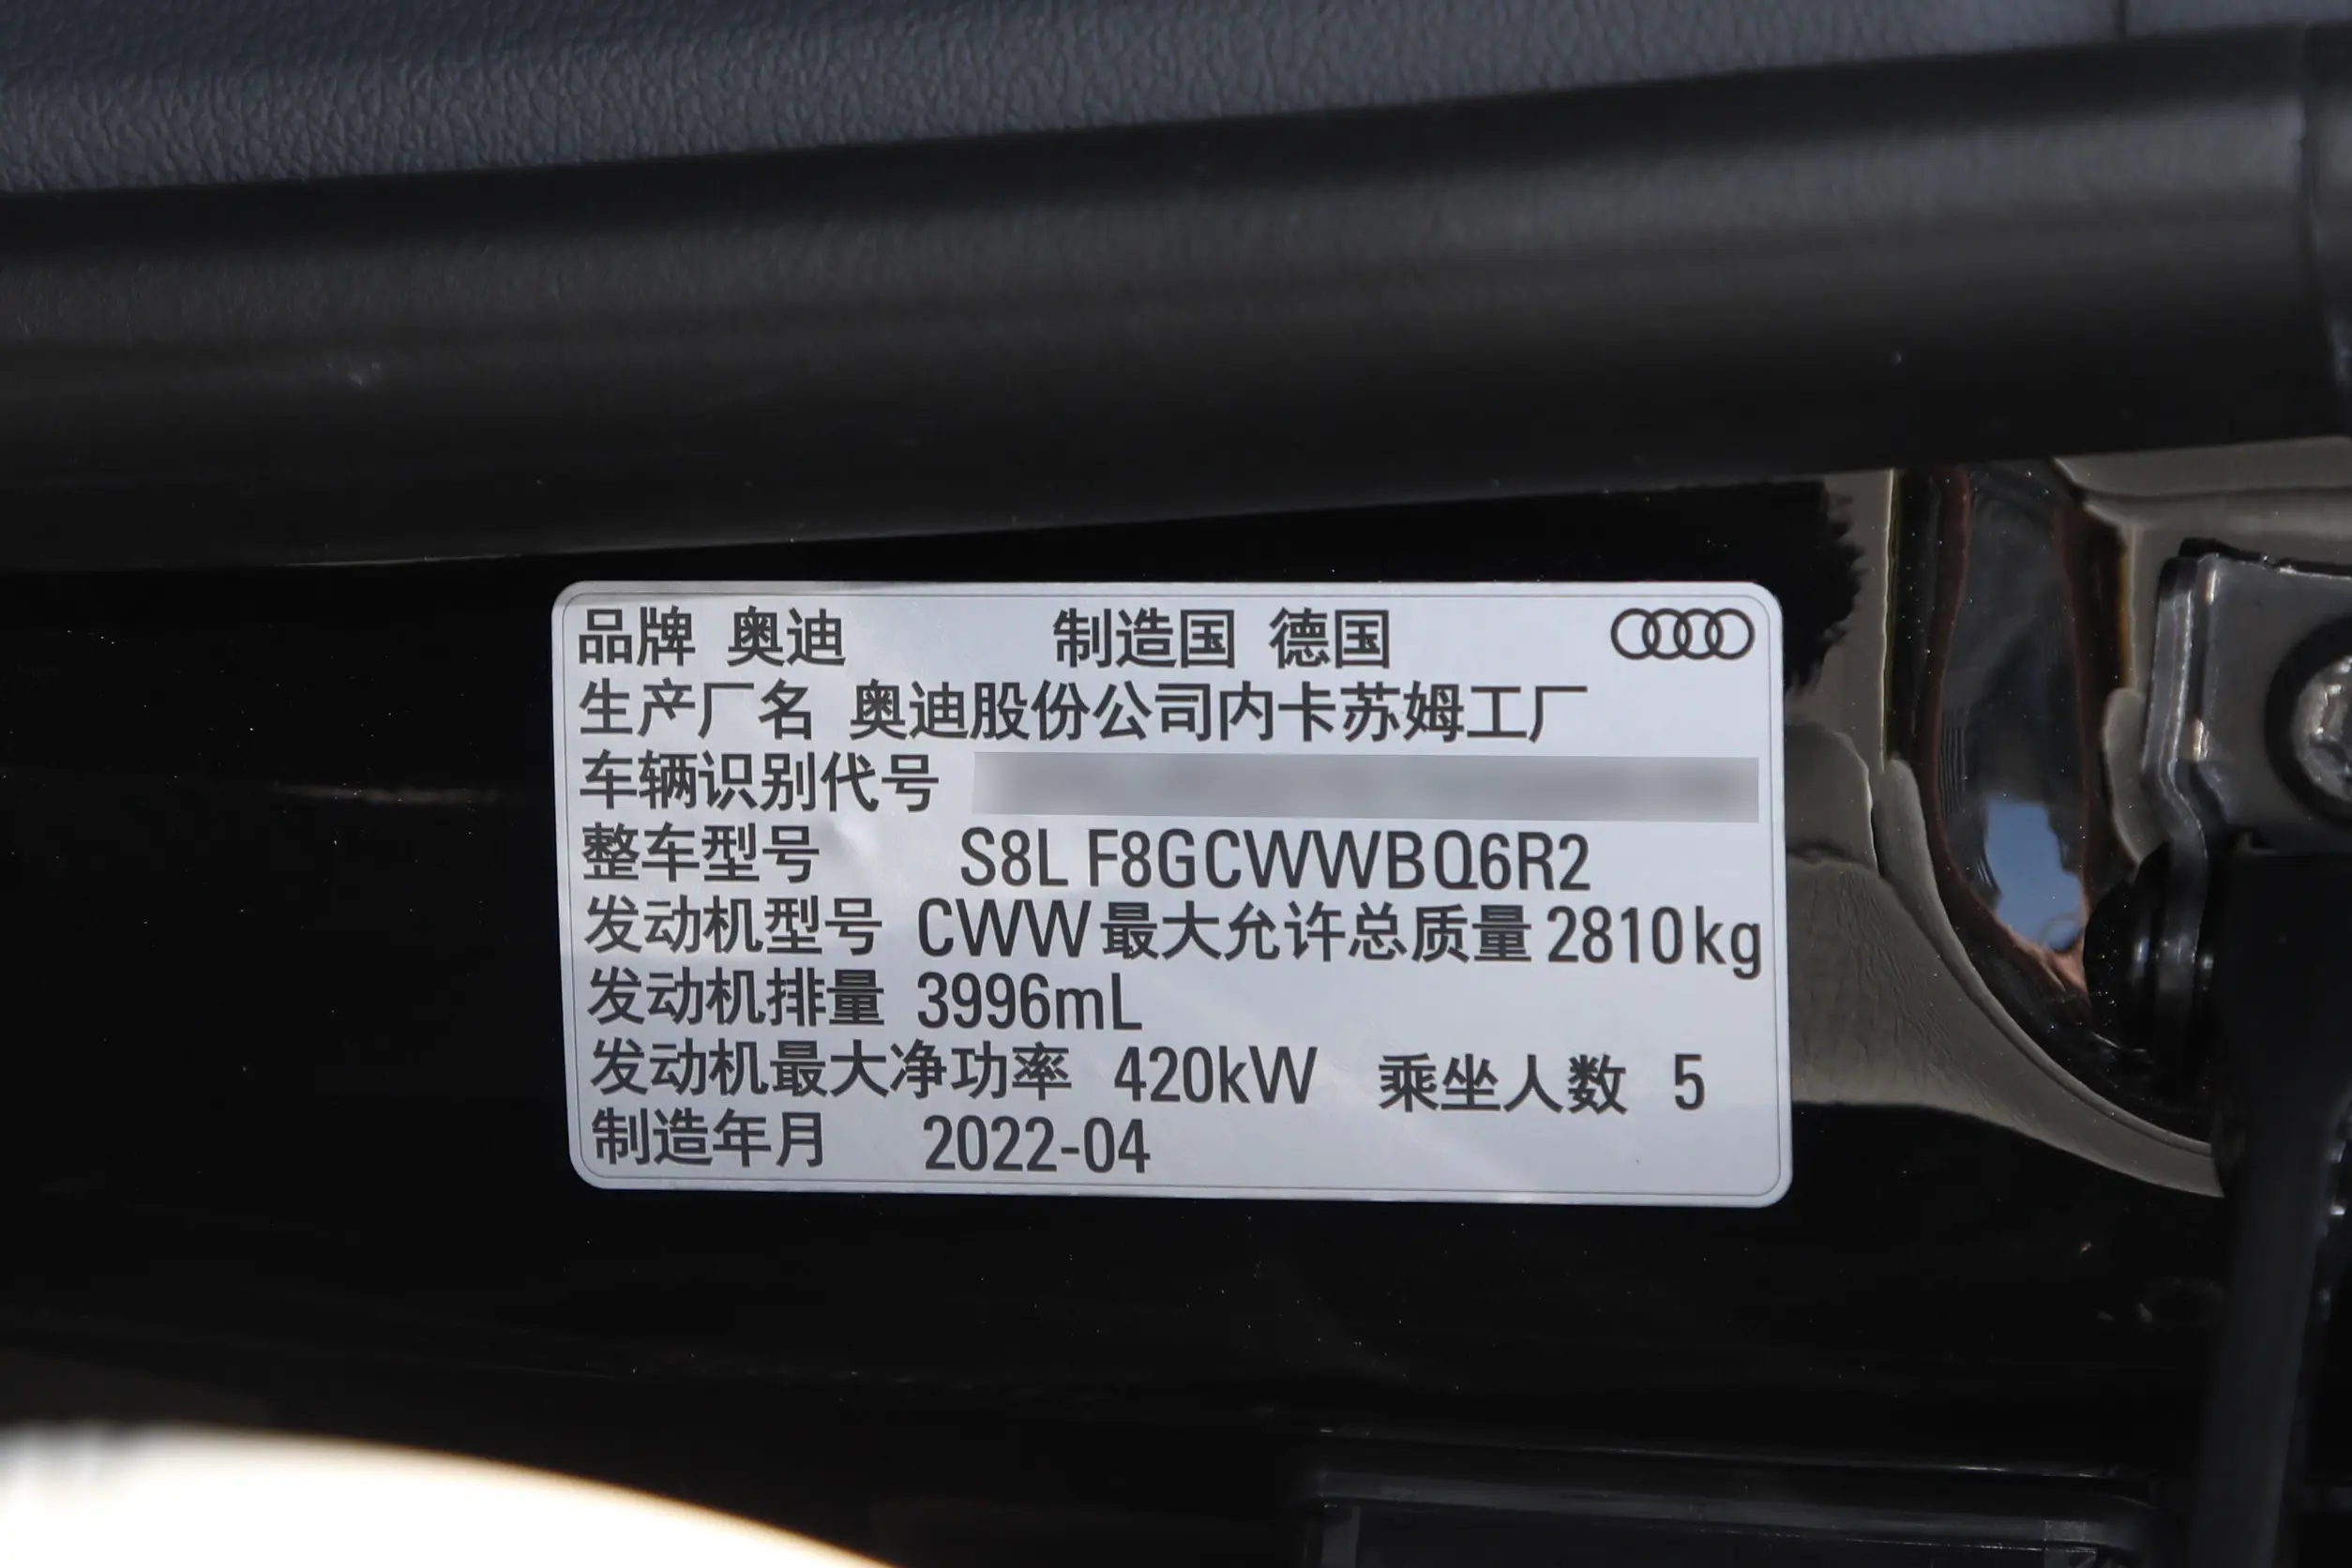 品牌 奥迪 制造国 德国
生产厂名 奥迪股份公司内卡苏姆工厂
车辆识别代号
整车型号 S8L F8GCWWBQ6R2
发动机型号 CWW 最大允许总质量 2810kg
发动机排量 3996mL
发动机最大净功率 420kW 乘坐人数 5
制造年月 2022-04